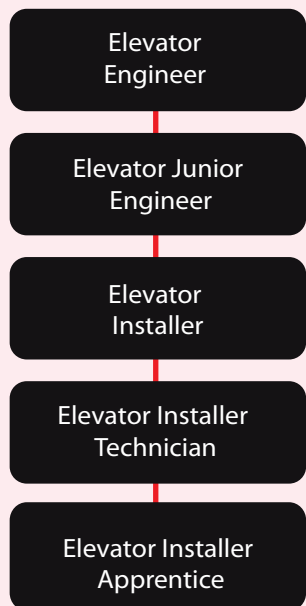 Elevator
Engineer
Elevator Junior
Engineer
Elevator
Installer
Elevator Installer
Technician
Elevator Installer
Apprentice